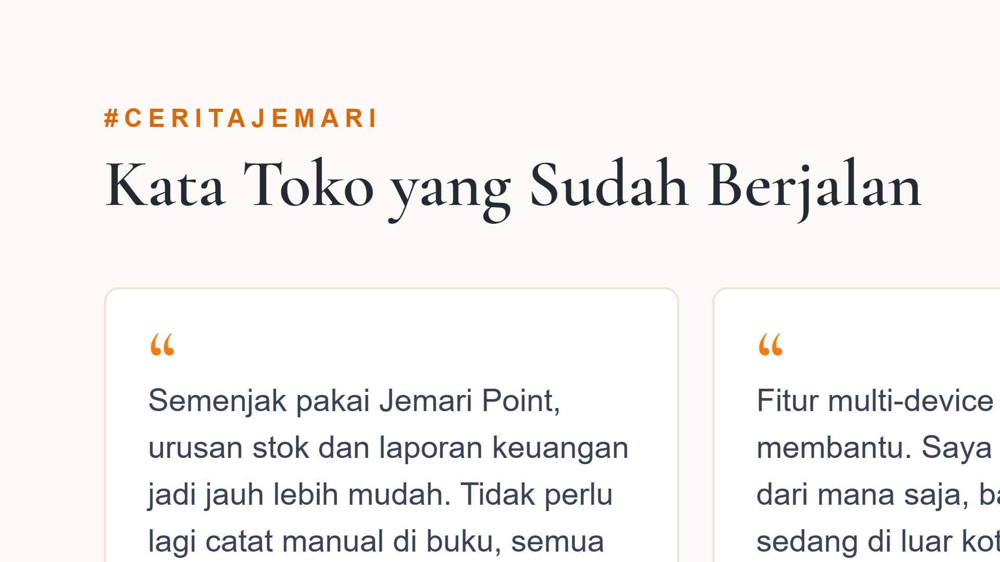 #CERITAJEMARI
Kata Toko yang Sudah Berjalan
“
Semenjak pakai Jemari Point,
urusan stok dan laporan keuangan
jadi jauh lebih mudah. Tidak perlu
lagi catat manual di buku, semua
“
Fitur multi-device
membantu. Saya
dari mana saja,
sedang di luar